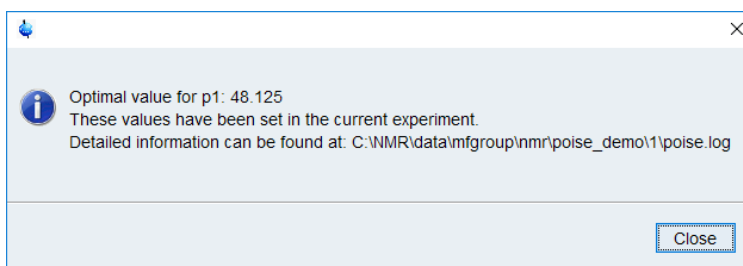 Optimal value for p1: 48.125
These values have been set in the current experiment.
Detailed information can be found at: C:\NMR\data\mfgroup\nmr\poise_demo\1\poise.log
Close